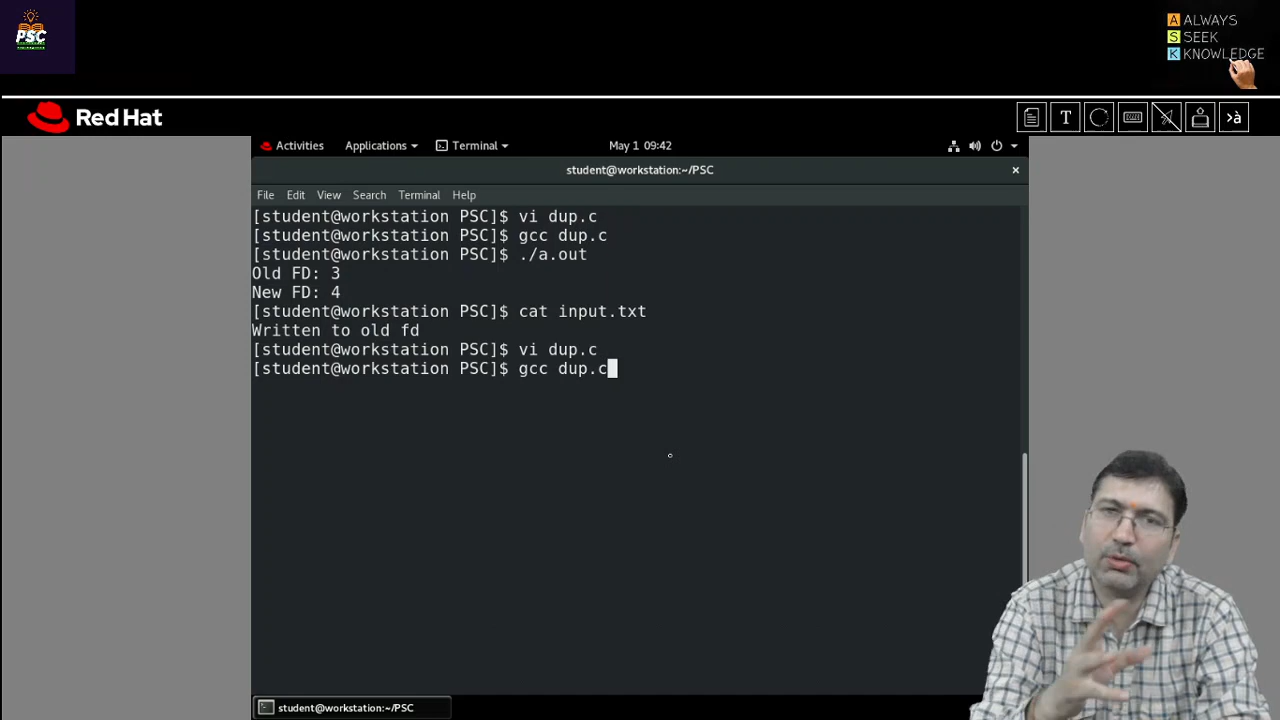 PSC
A ALWAYS
S SEEK
K KNOWLEDGE
Red Hat
T
>à
Activities Applications Terminal May 1 09:42
student@workstation:~/PSC ×
File Edit View Search Terminal Help
[student@workstation PSC]$ vi dup.c
[student@workstation PSC]$ gcc dup.c
[student@workstation PSC]$ ./a.out
Old FD: 3
New FD: 4
[student@workstation PSC]$ cat input.txt
Written to old fd
[student@workstation PSC]$ vi dup.c
[student@workstation PSC]$ gcc dup.c
student@workstation:~/PSC